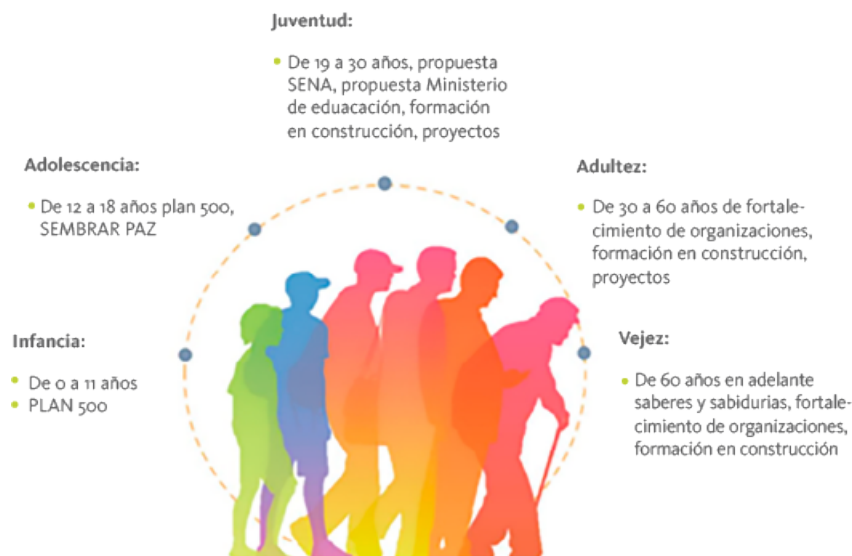 Juventud:
• De 19 a 30 años, propuesta
SENA, propuesta Ministerio
de eduacación, formación
en construcción, proyectos
Adolescencia:
• De 12 a 18 años plan 500,
SEMBRAR PAZ
Adultez:
• De 30 a 60 años de fortale-
cimiento de organizaciones,
formación en construcción,
proyectos
Infancia:
• De 0 a 11 años
• PLAN 500
Vejez:
• De 60 años en adelante
saberes y sabidurias, fortale-
cimiento de organizaciones,
formación en construcción